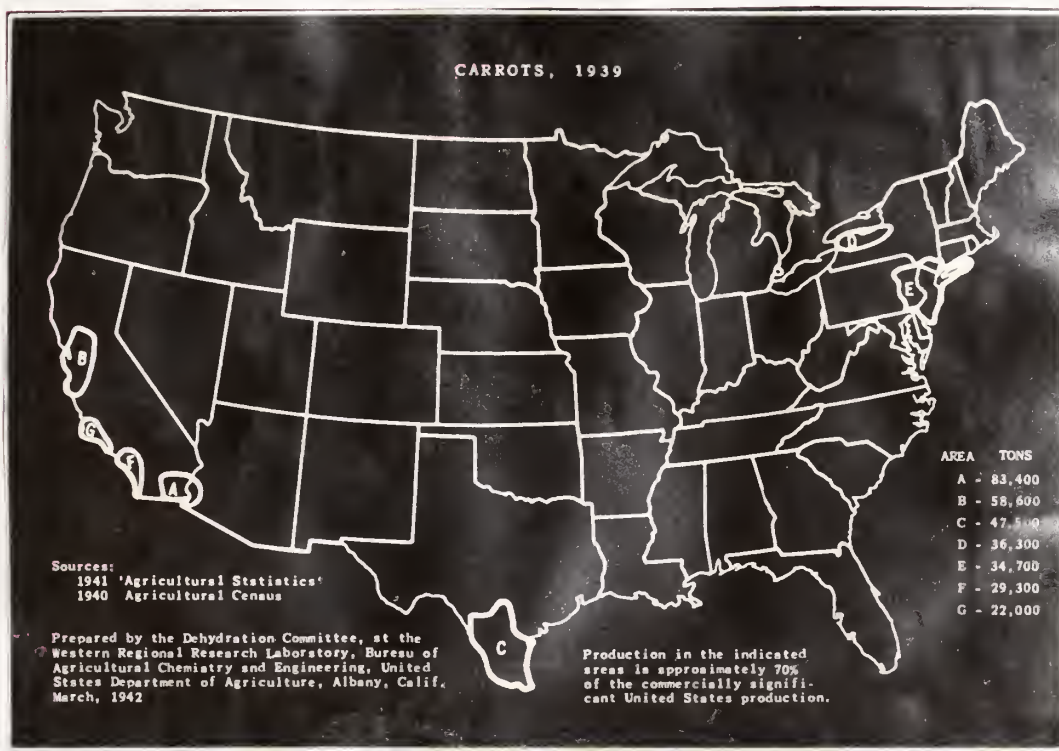 CARROTS, 1939
D
E
B
G
F
A
C
AREA TONS
A - 83,400
B - 58,600
C - 47,500
D - 36,300
E - 34,700
F - 29,300
G - 22,000
Sources:
1941 'Agricultural Statistics'
1940 Agricultural Census
Prepared by the Dehydration Committee, at the
Western Regional Research Laboratory, Bureau of
Agricultural Chemistry and Engineering, United
States Department of Agriculture, Albany, Calif.
March, 1942
Production in the indicated
areas is approximately 70%
of the commercially signifi-
cant United States production.